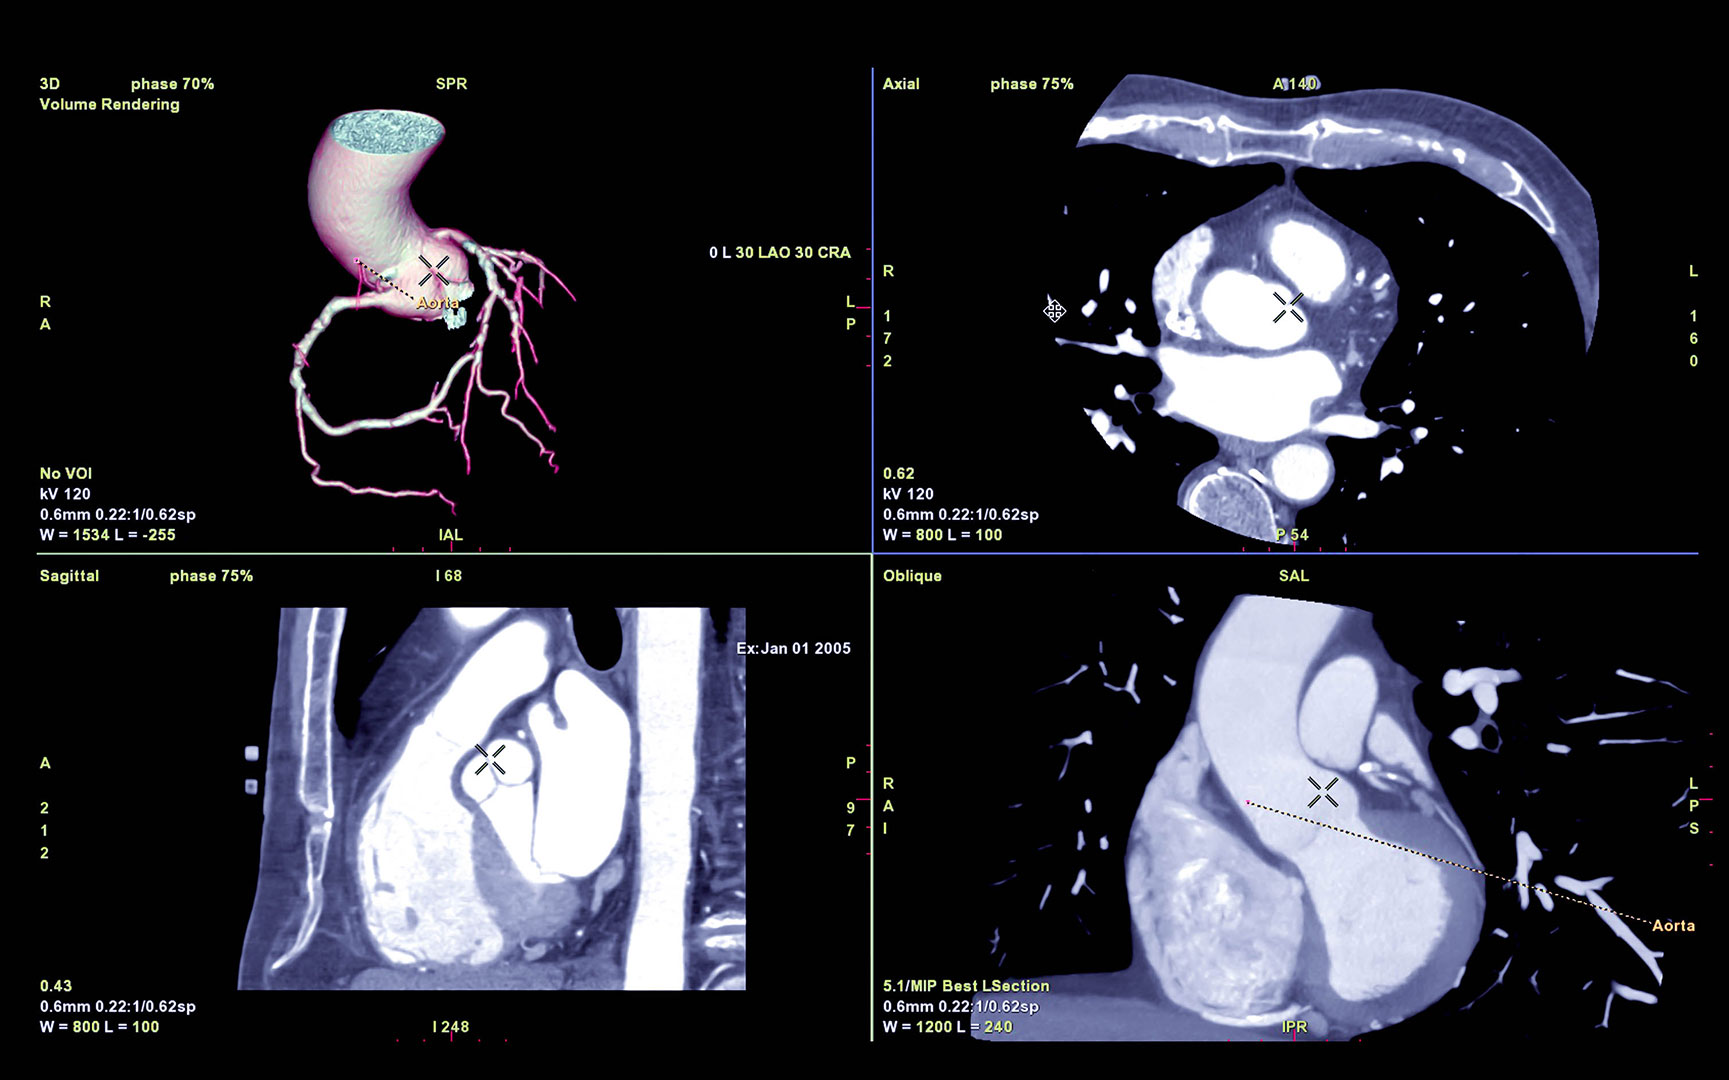 3D phase 70% SPR
Volume Rendering
0 L 30 LAO 30 CRA
R L
A P
Aorta
No VOI
kV 120
0.6mm 0.22:1/0.62sp
W = 1534 L = -255 IAL
Axial phase 75% A 140
R L
1 1
7 6
2 0
0.62
kV 120
0.6mm 0.22:1/0.62sp
W = 800 L = 100 P 54
Sagittal phase 75% I 68
Ex:Jan 01 2005
A P
2 9
1 7
2
0.43
0.6mm 0.22:1/0.62sp
W = 800 L = 100 I 248
Oblique SAL
R L
A P
I S
Aorta
5.1/MIP Best LSection
0.6mm 0.22:1/0.62sp
W = 1200 L = 240 IPR